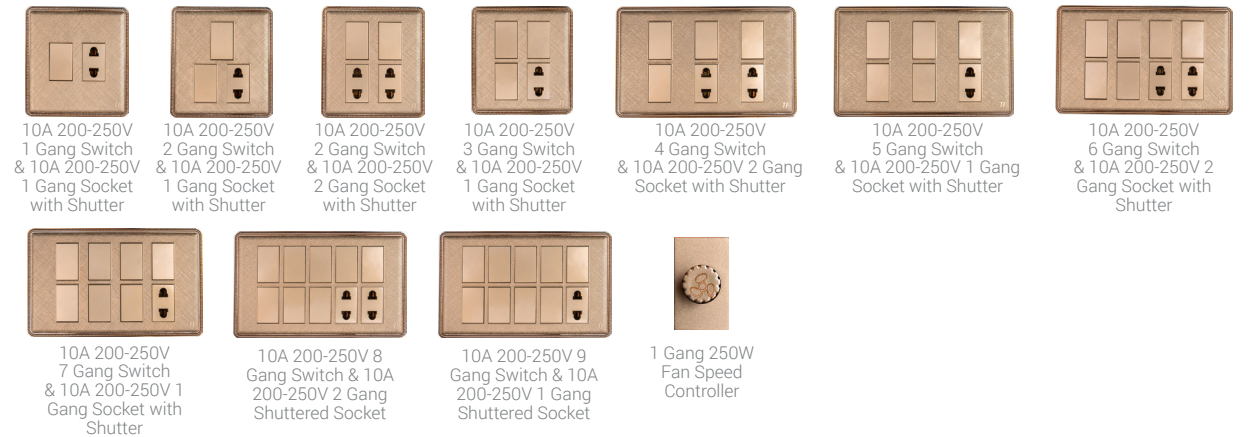 10A 200-250V
1 Gang Switch
& 10A 200-250V
1 Gang Socket
with Shutter
10A 200-250V
2 Gang Switch
& 10A 200-250V
1 Gang Socket
with Shutter
10A 200-250V
2 Gang Switch
& 10A 200-250V
2 Gang Socket
with Shutter
10A 200-250V
3 Gang Switch
& 10A 200-250V
1 Gang Socket
with Shutter
10A 200-250V
4 Gang Switch
& 10A 200-250V 2 Gang
Socket with Shutter
10A 200-250V
5 Gang Switch
& 10A 200-250V 1 Gang
Socket with Shutter
10A 200-250V
6 Gang Switch
& 10A 200-250V 2
Gang Socket with
Shutter
10A 200-250V
7 Gang Switch
& 10A 200-250V 1
Gang Socket with
Shutter
10A 200-250V 8
Gang Switch & 10A
200-250V 2 Gang
Shuttered Socket
10A 200-250V 9
Gang Switch & 10A
200-250V 1 Gang
Shuttered Socket
1 Gang 250W
Fan Speed
Controller